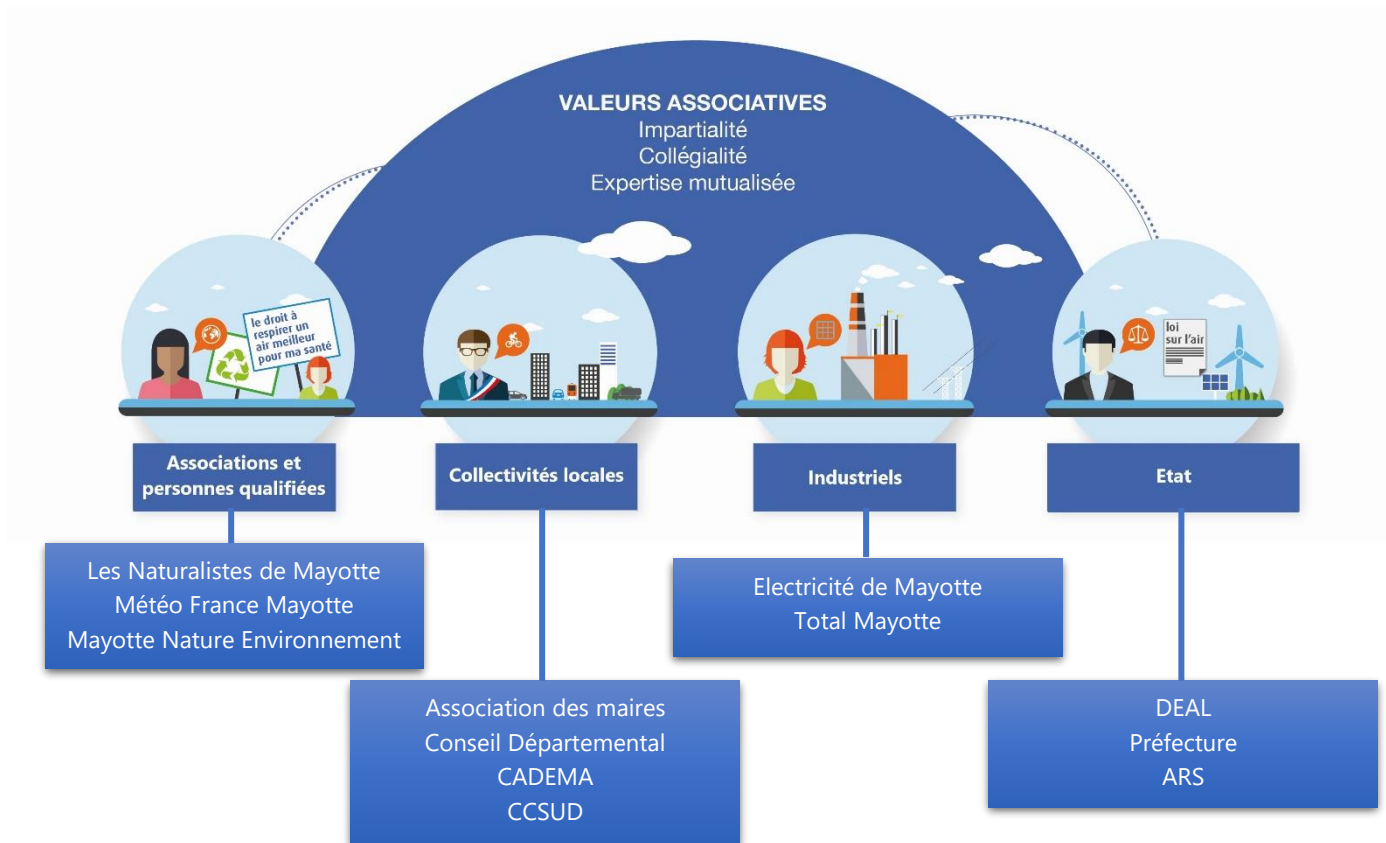 VALEURS ASSOCIATIVES
Impartialité
Collégialité
Expertise mutualisée
le droit à
respirer un
air meilleur
pour ma santé
loi
sur l'air
Associations et
personnes qualifiées
Collectivités locales
Industriels
Etat
Les Naturalistes de Mayotte
Météo France Mayotte
Mayotte Nature Environnement
Electricité de Mayotte
Total Mayotte
Association des maires
Conseil Départemental
CADEMA
CCSUD
DEAL
Préfecture
ARS